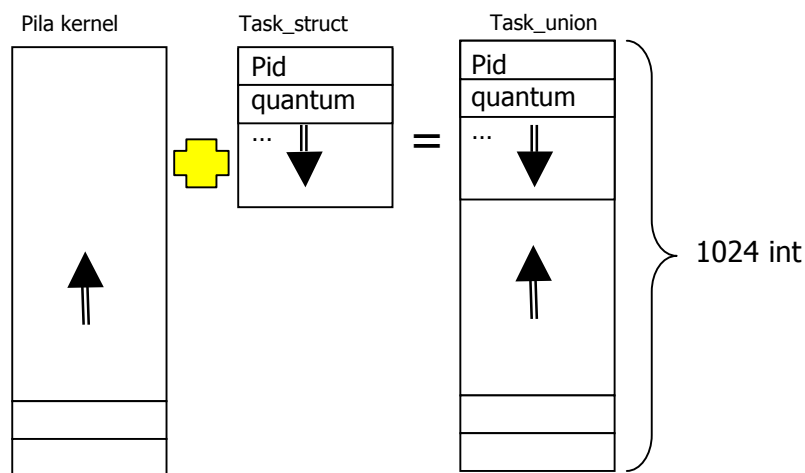 Pila kernel
Task_struct
Task_union
Pid
quantum
...
=
Pid
quantum
...
1024 int